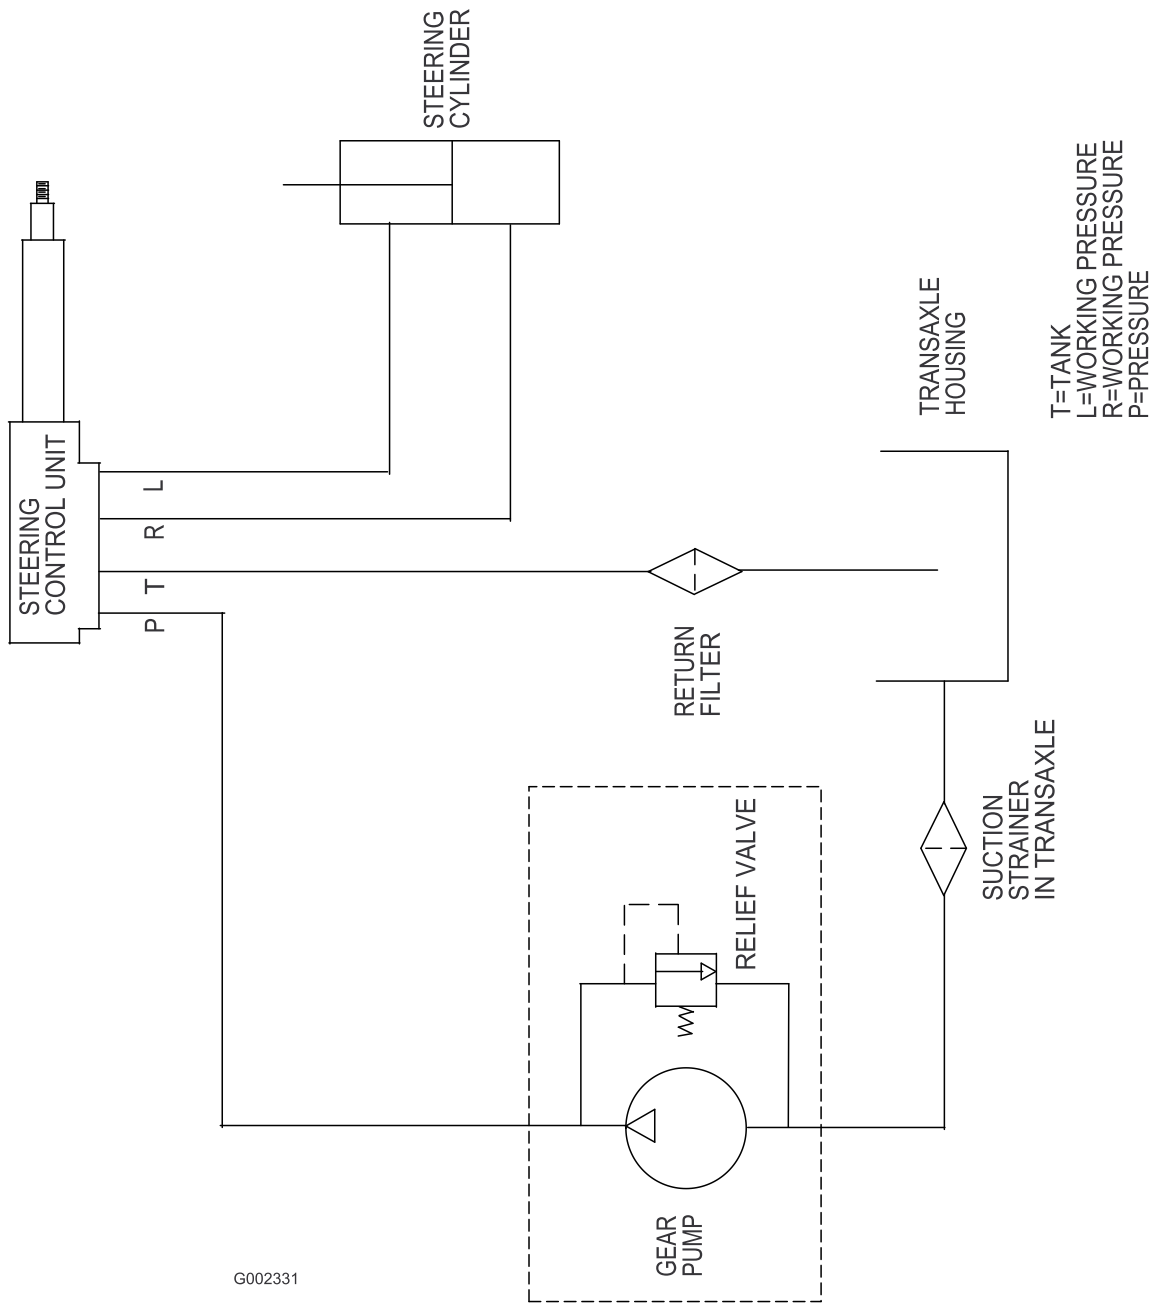 STEERING
CYLINDER
STEERING
CONTROL UNIT
L
R
T
P
TRANSAXLE
HOUSING
T=TANK
L=WORKING PRESSURE
R=WORKING PRESSURE
P=PRESSURE
RETURN
FILTER
SUCTION
STRAINER
IN TRANSAXLE
RELIEF VALVE
GEAR
PUMP
G002331